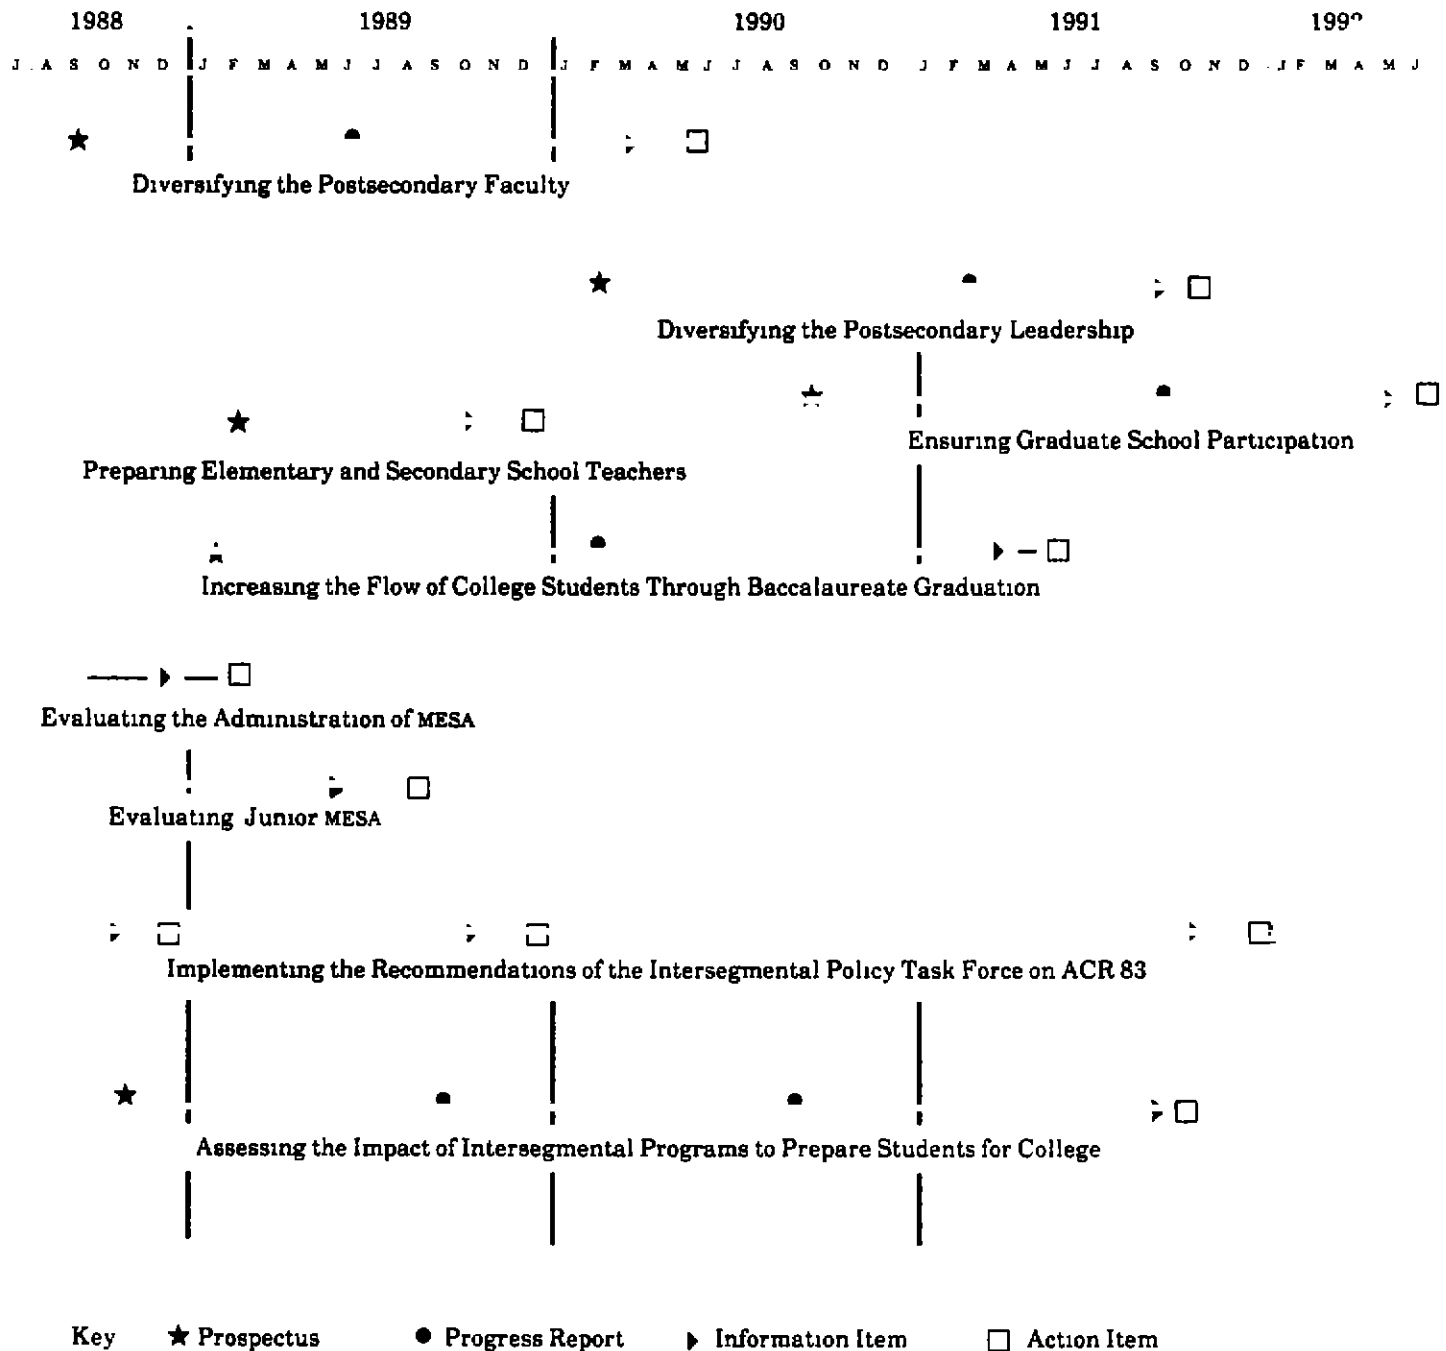 1988 1989 1990 1991 199
J A S O N D J F M A M J J A S O N D J F M A M J J A S O N D J F M A M J J A S O N D J F M A M J
Diversifying the Postsecondary Faculty
Diversifying the Postsecondary Leadership
Ensuring Graduate School Participation
Preparing Elementary and Secondary School Teachers
Increasing the Flow of College Students Through Baccalaureate Graduation
Evaluating the Administration of MESA
Evaluating Junior MESA
Implementing the Recommendations of the Intersegmental Policy Task Force on ACR 83
Assessing the Impact of Intersegmental Programs to Prepare Students for College
Key ★ Prospectus ● Progress Report ▶ Information Item □ Action Item